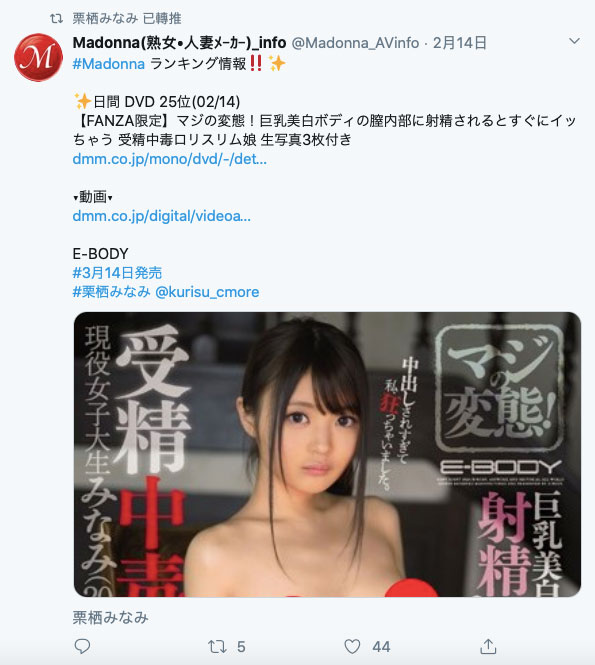 栗栖みなみ 已轉推
Madonna(熟女•人妻ﾒｰｶｰ)_info @Madonna_AVinfo · 2月14日
#Madonna ランキング情報‼️✨
✨日間 DVD 25位(02/14)
【FANZA限定】マジの変態！巨乳美白ボディの膣内部に射精されるとすぐにイッ
ちゃう 受精中毒ロリスリム娘 生写真3枚付き
dmm.co.jp/mono/dvd/-/det...
▾動画▾
dmm.co.jp/digital/videoa...
E-BODY
#3月14日発売
#栗栖みなみ @kurisu_cmore
現役女子大生みなみ(20
受精中毒
中出しされすぎて
私、狂っちゃいました。
マジの
変態!
E-BODY
巨乳美白
射精
栗栖みなみ
5
44